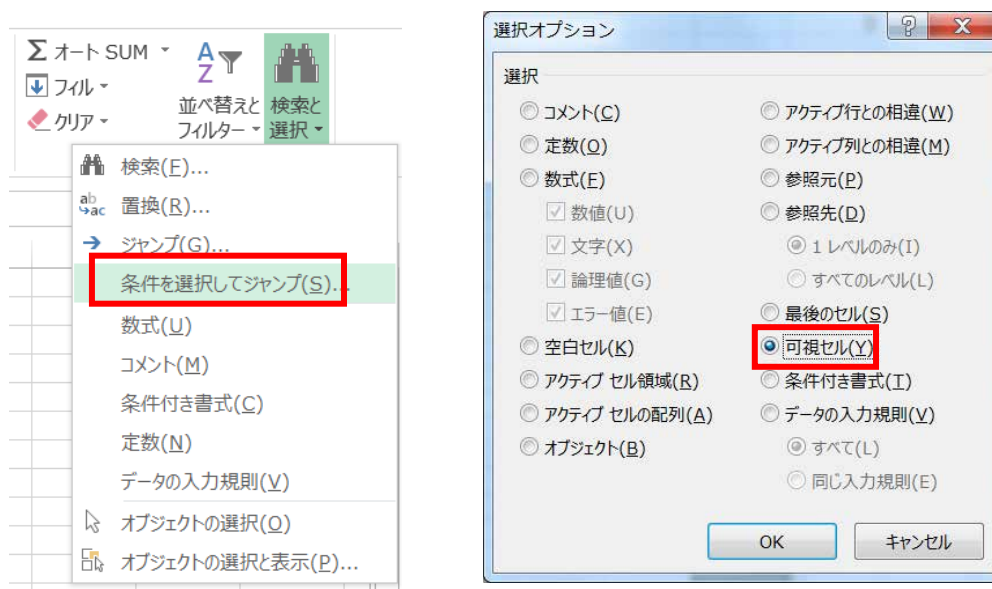 Σ オート SUM
フィル
クリア
A
Z
並べ替えと
フィルター
検索と
選択
検索(F)...
ab
ac
置換(R)...
ジャンプ(G)...
条件を選択してジャンプ(S)...
数式(U)
コメント(M)
条件付き書式(C)
定数(N)
データの入力規則(V)
オブジェクトの選択(O)
オブジェクトの選択と表示(P)...
選択オプション
?
X
選択
コメント(C)
定数(O)
数式(F)
数値(U)
文字(X)
論理値(G)
エラー値(E)
空白セル(K)
アクティブ セル領域(R)
アクティブ セルの配列(A)
オブジェクト(B)
アクティブ行との相違(W)
アクティブ列との相違(M)
参照元(P)
参照先(D)
1 レベルのみ(I)
すべてのレベル(L)
最後のセル(S)
可視セル(Y)
条件付き書式(T)
データの入力規則(V)
すべて(L)
同じ入力規則(E)
OK
キャンセル